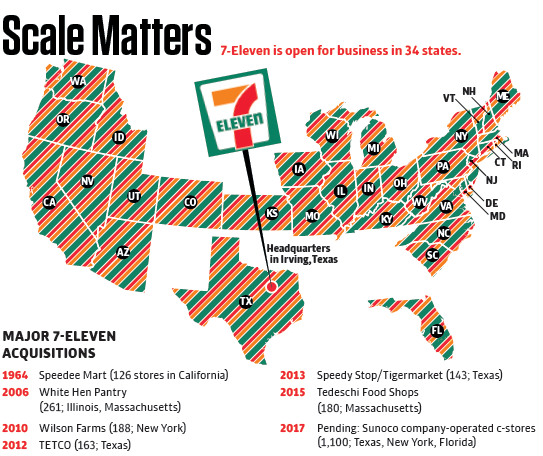 Scale Matters
7-Eleven is open for business in 34 states.
7
ELEVEN
WA
OR
ID
NV
CA
UT
AZ
CO
KS
TX
IA
MO
WI
IL
MI
IN
OH
KY
WV
VA
NC
SC
FL
PA
NY
VT
NH
ME
MA
RI
CT
NJ
DE
MD
Headquarters
in Irving, Texas
MAJOR 7-ELEVEN
ACQUISITIONS
1964 Speedee Mart (126 stores in California)
2006 White Hen Pantry
(261; Illinois, Massachusetts)
2010 Wilson Farms (188; New York)
2012 TETCO (163; Texas)
2013 Speedy Stop/Tigermarket (143; Texas)
2015 Tedeschi Food Shops
(180; Massachusetts)
2017 Pending: Sunoco company-operated c-stores
(1,100; Texas, New York, Florida)